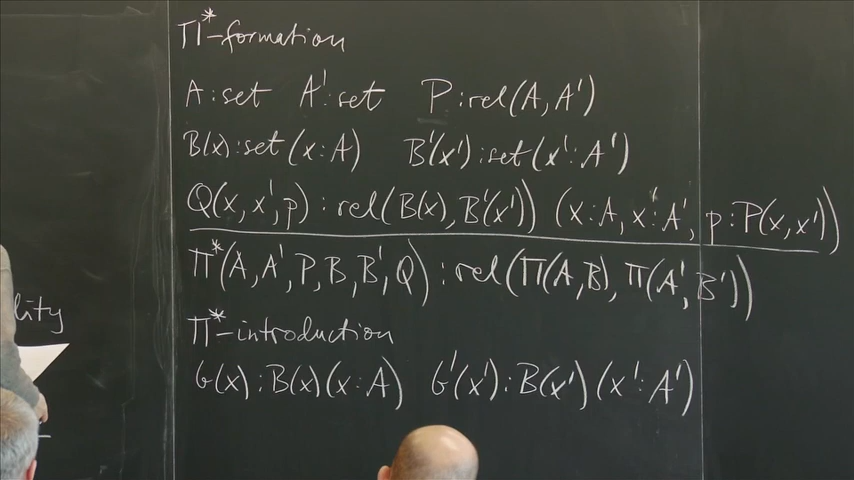 Π*-formation
A : set A' : set P : rel(A, A')
B(x) : set (x : A) B'(x') : set (x' : A')
Q(x, x', p) : rel(B(x), B'(x')) (x : A, x' : A', p : P(x, x'))
Π*(A, A', P, B, B', Q) : rel(Π(A, B), Π(A', B'))
lity
Π*-introduction
b(x) : B(x) (x : A) b'(x') : B(x') (x' : A')